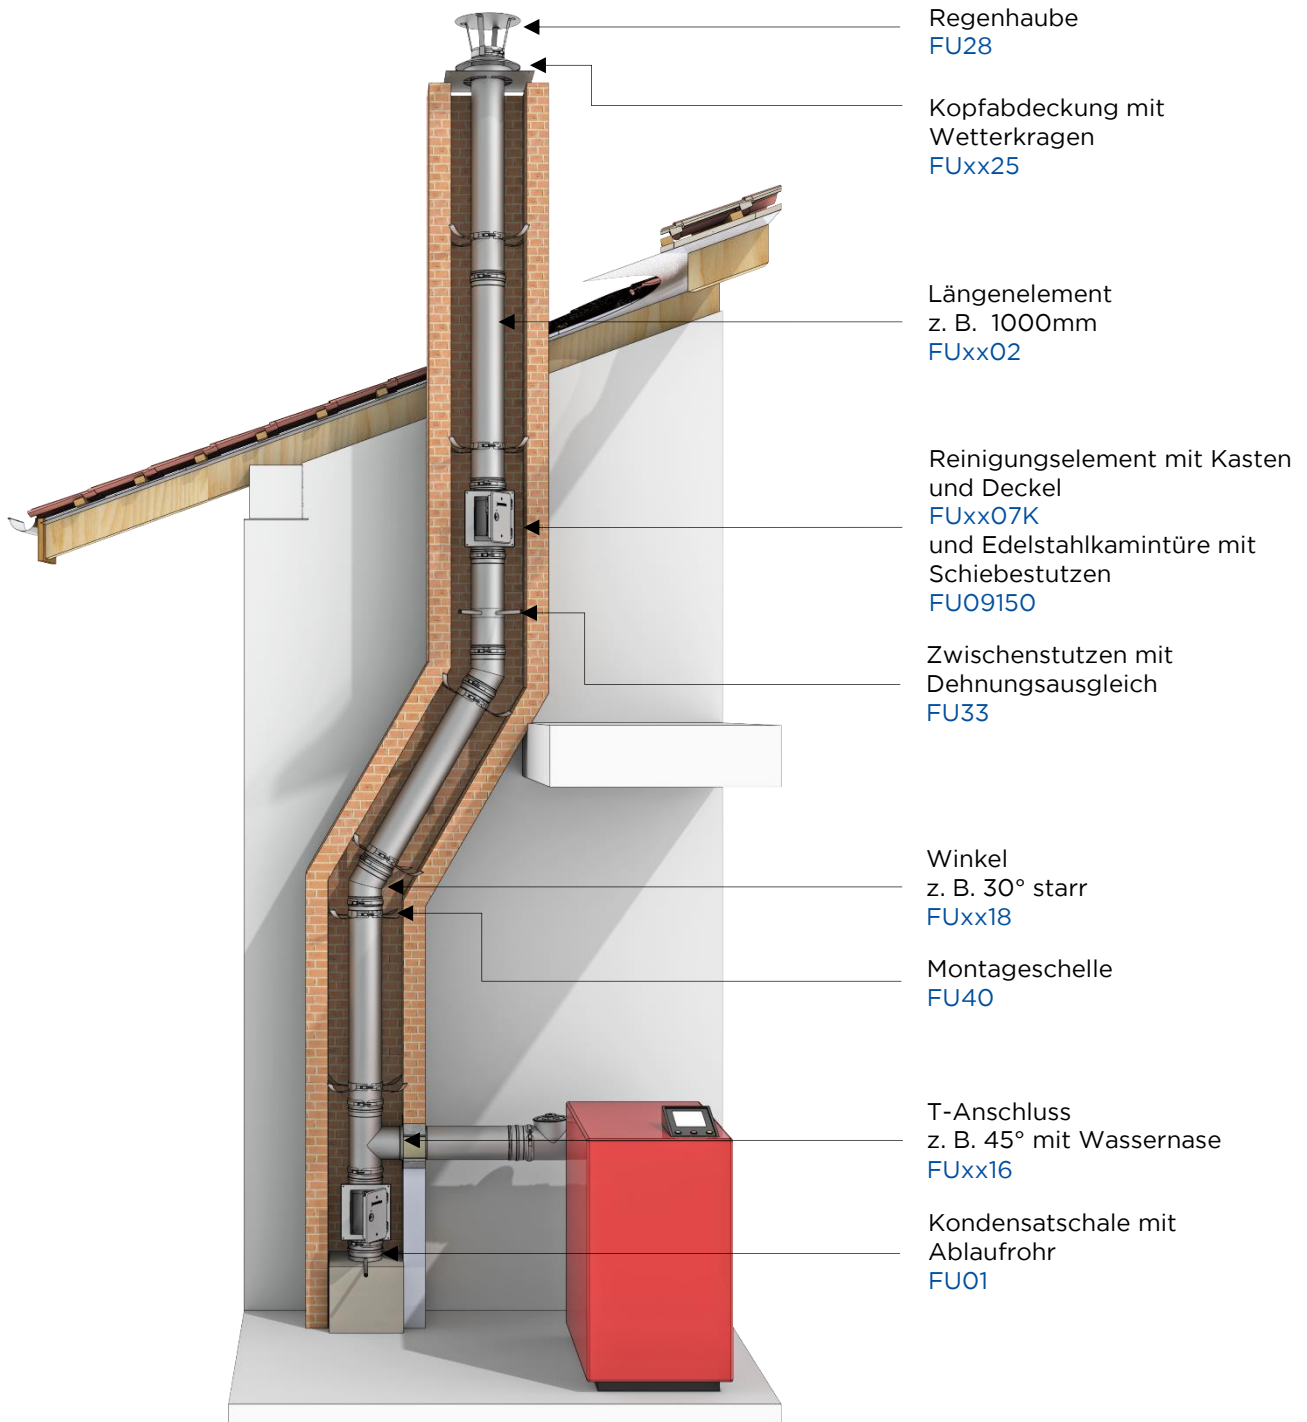 Regenhaube
FU28
Kopfabdeckung mit
Wetterkragen
FUxx25
Längenelement
z. B. 1000mm
FUxx02
Reinigungselement mit Kasten
und Deckel
FUxx07K
und Edelstahlkamintüre mit
Schiebestutzen
FU09150
Zwischenstutzen mit
Dehnungsausgleich
FU33
Winkel
z. B. 30° starr
FUxx18
Montageschelle
FU40
T-Anschluss
z. B. 45° mit Wassernase
FUxx16
Kondensatschale mit
Ablaufrohr
FU01